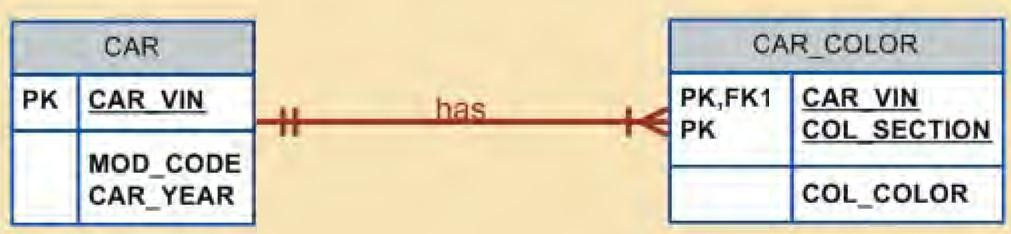 CAR
PK CAR_VIN
MOD_CODE
CAR_YEAR
has
CAR_COLOR
PK,FK1 CAR_VIN
PK COL_SECTION
COL_COLOR